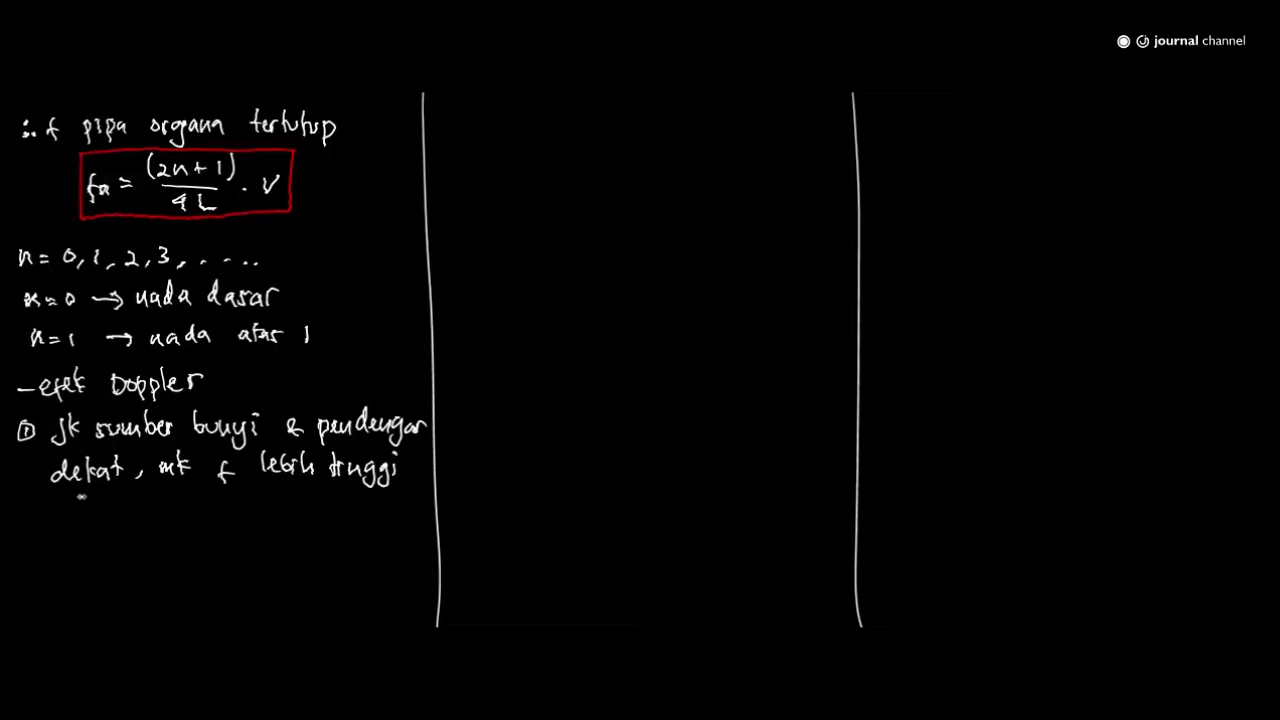 journal channel
∴ f pipa organa tertutup
fn = (2n+1)/4L . V
n = 0, 1, 2, 3, . . ...
n=0 → nada dasar
n=1 → nada atas 1
- efek Doppler
① jk sumber bunyi & pendengar
dekat, mk f lebih tinggi